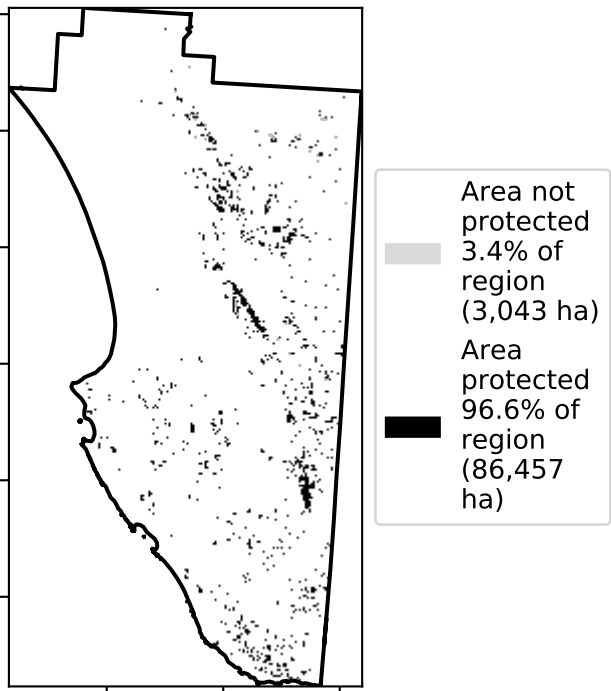 Area not
protected
3.4% of
region
(3,043 ha)
Area
protected
96.6% of
region
(86,457
ha)